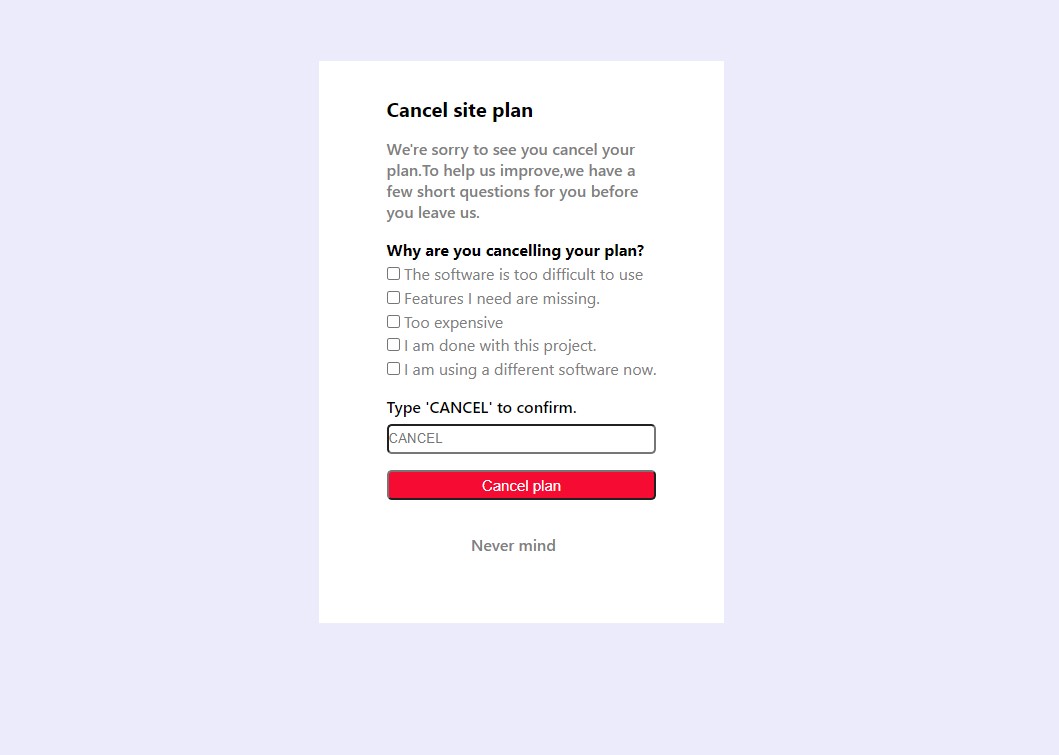 Cancel site plan
We're sorry to see you cancel your
plan.To help us improve,we have a
few short questions for you before
you leave us.
Why are you cancelling your plan?
The software is too difficult to use
Features I need are missing.
Too expensive
I am done with this project.
I am using a different software now.
Type 'CANCEL' to confirm.
CANCEL
Cancel plan
Never mind